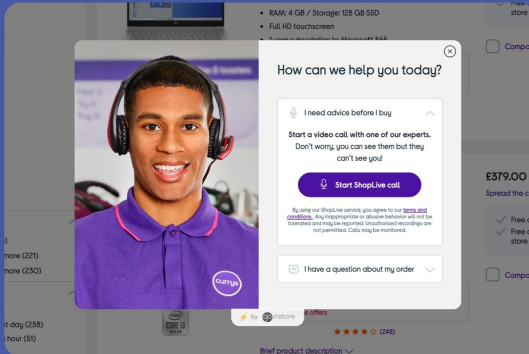 RAM: 4 GB / Storage: 128 GB SSD
Full HD touchscreen
How can we help you today?
I need advice before I buy
Start a video call with one of our experts.
Don't worry, you can see them but they
can't see you!
Start ShopLive call
By using our ShopLive service, you agree to our terms and
conditions. Any inappropriate or abusive behavior will not be
tolerated and may be reported. Unauthorised recordings are
not permitted. Calls may be monitored.
I have a question about my order
currys
by instore
£379.00
Spread the c
Free
Free
store
Compa
more (221)
more (230)
t day (238)
hour (51)
intel
CORE i3
e offers
(248)
Brief product description